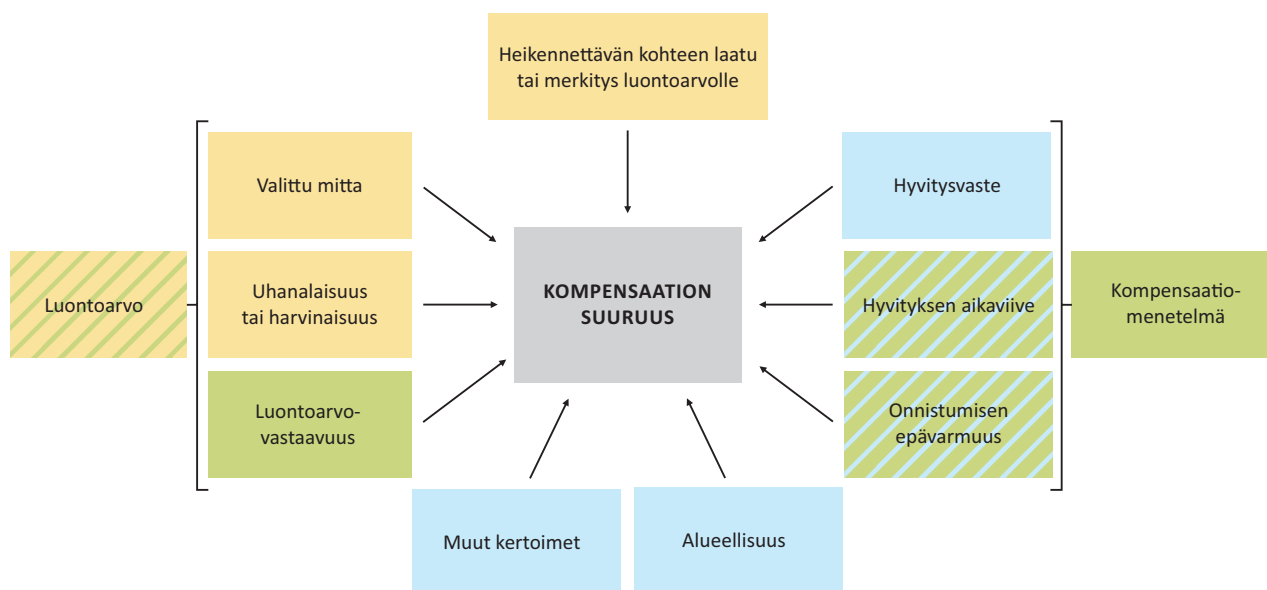 Heikennettävän kohteen laatu
tai merkitys luontoarvolle
Valittu mitta
Hyvitysvaste
Luontoarvo
Uhanalaisuus
tai harvinaisuus
KOMPENSAATION
SUURUUS
Hyvityksen aikaviive
Kompensaatio-
menetelmä
Luontoarvo-
vastaavuus
Onnistumisen
epävarmuus
Muut kertoimet
Alueellisuus